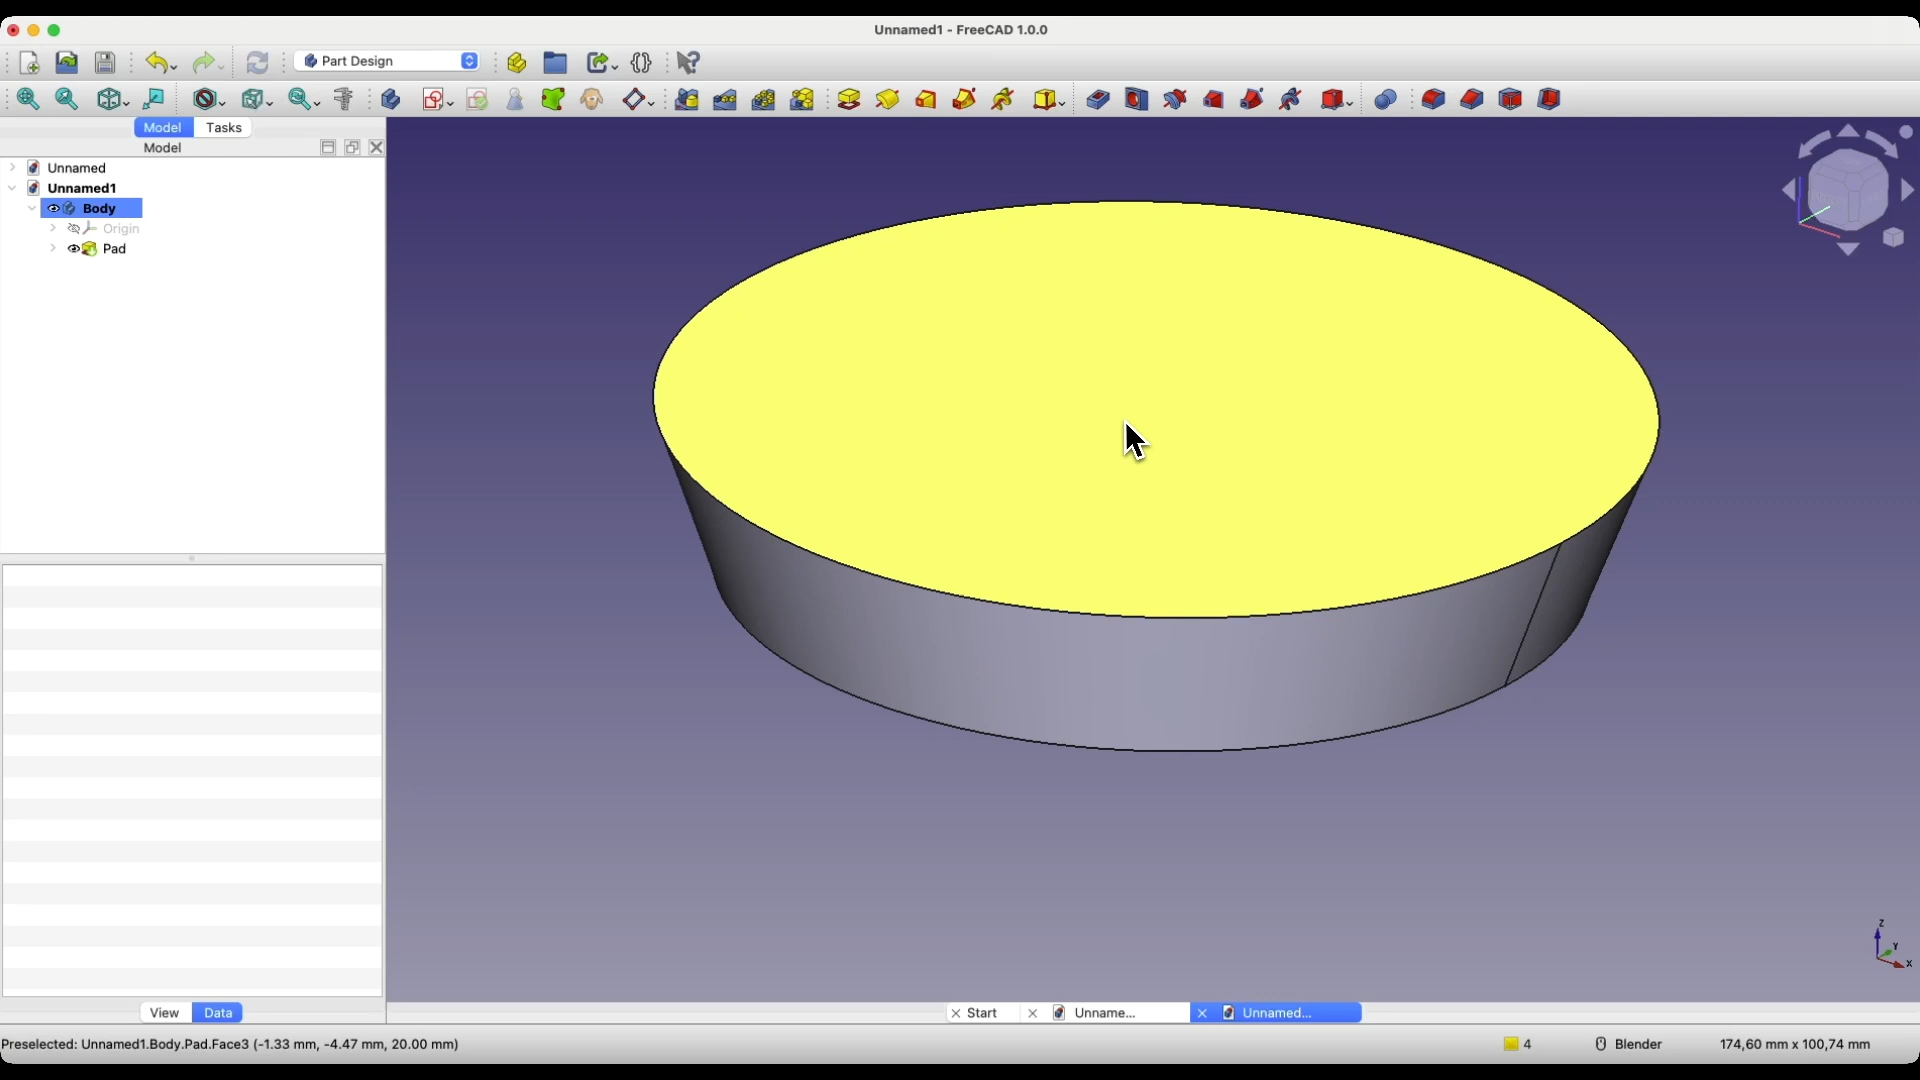 Unnamed1 - FreeCAD 1.0.0
Part Design
Model
Tasks
Model
Unnamed
Unnamed1
Body
Origin
Pad
Z
Y
X
View
Data
Start
Unname...
Unnamed...
Preselected: Unnamed1.Body.Pad.Face3 (-1.33 mm, -4.47 mm, 20.00 mm)
4
Blender
174,60 mm x 100,74 mm